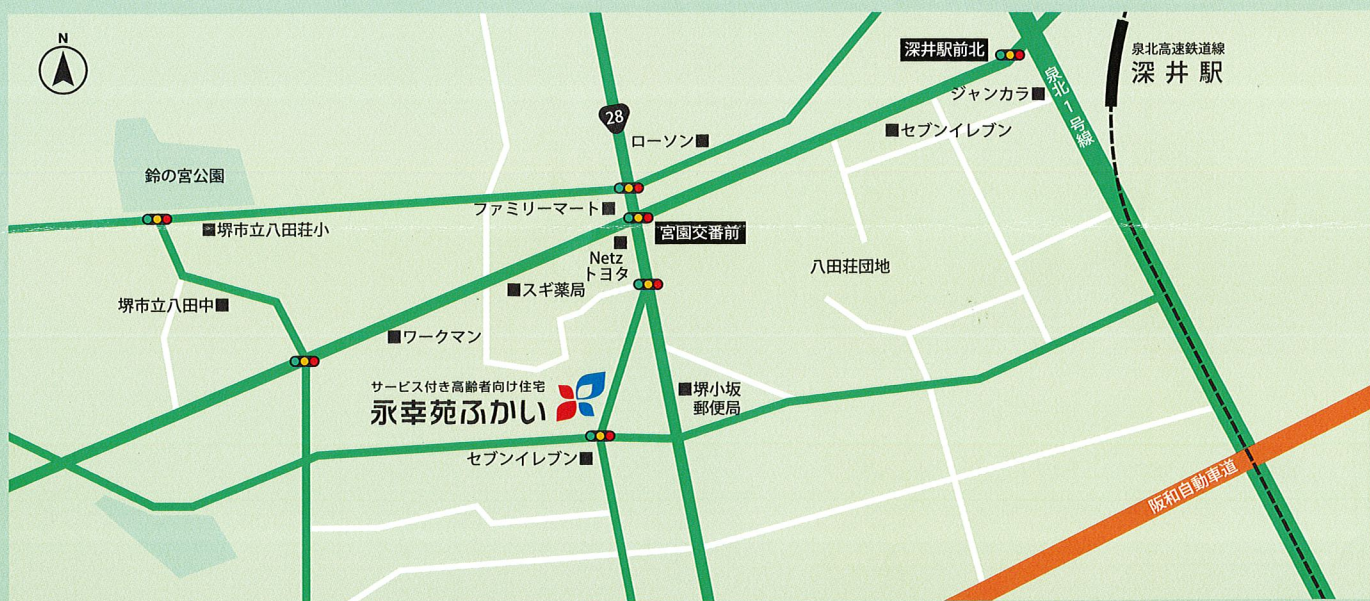 N
深井駅前北
泉北高速鉄道線
深井駅
ジャンカラ
泉北1号線
28
ローソン
セブンイレブン
鈴の宮公園
ファミリーマート
堺市立八田荘小
宮園交番前
Netz
トヨタ
八田荘団地
スギ薬局
堺市立八田中
ワークマン
サービス付き高齢者向け住宅
永幸苑ふかい
堺小坂
郵便局
セブンイレブン
阪和自動車道